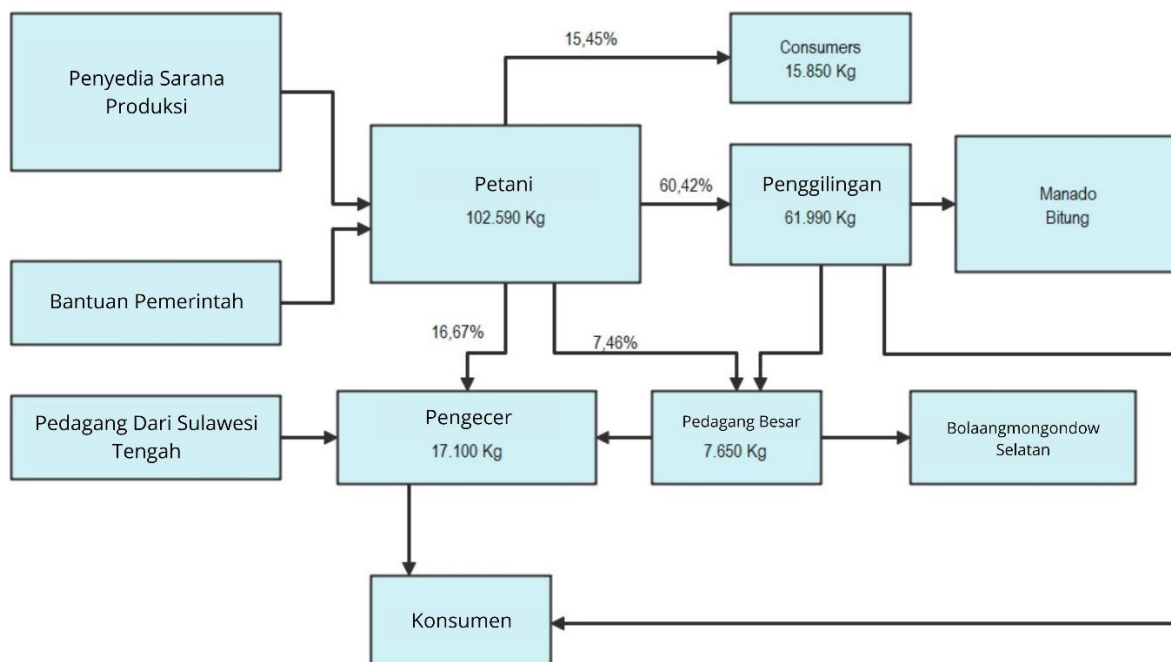 15,45%
Consumers
15.850 Kg
Penyedia Sarana
Produksi
Petani
102.590 Kg
60,42%
Penggilingan
61.990 Kg
Manado
Bitung
Bantuan Pemerintah
16,67%
7,46%
Pedagang Dari Sulawesi
Tengah
Pengecer
17.100 Kg
Pedagang Besar
7.650 Kg
Bolaangmongondow
Selatan
Konsumen